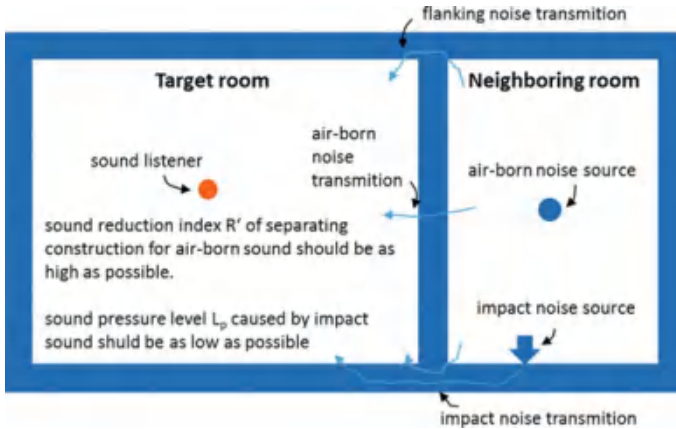 flanking noise transmition
Target room
Neighboring room
air-born
noise
transmition
sound listener
air-born noise source
sound reduction index R’ of separating
construction for air-born sound should be as
high as possible.
impact noise source
sound pressure level Lₚ caused by impact
sound shuld be as low as possible
impact noise transmition